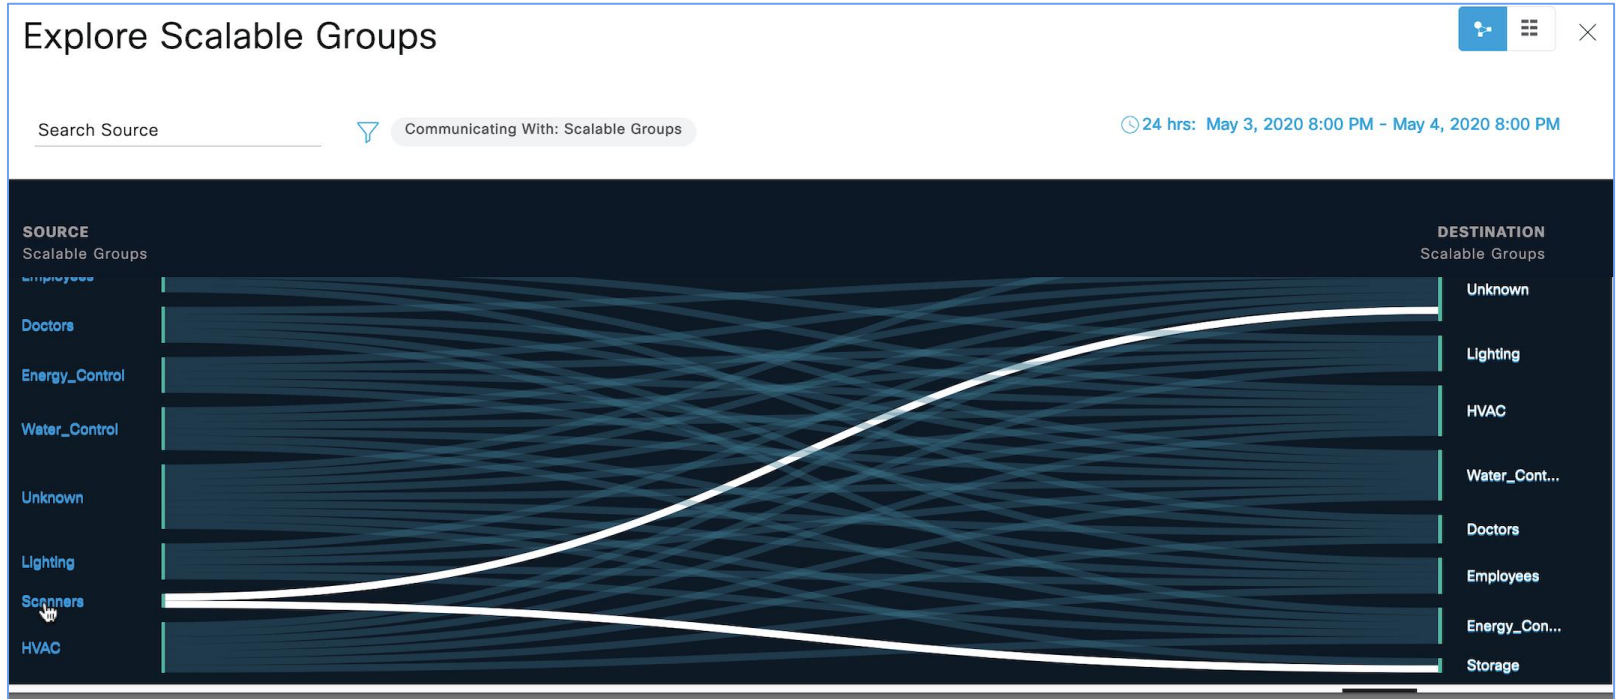 Explore Scalable Groups
Search Source
Communicating With: Scalable Groups
24 hrs: May 3, 2020 8:00 PM - May 4, 2020 8:00 PM
SOURCE
Scalable Groups
DESTINATION
Scalable Groups
Employees
Doctors
Energy_Control
Water_Control
Unknown
Lighting
Scanners
HVAC
Unknown
Lighting
HVAC
Water_Cont...
Doctors
Employees
Energy_Con...
Storage